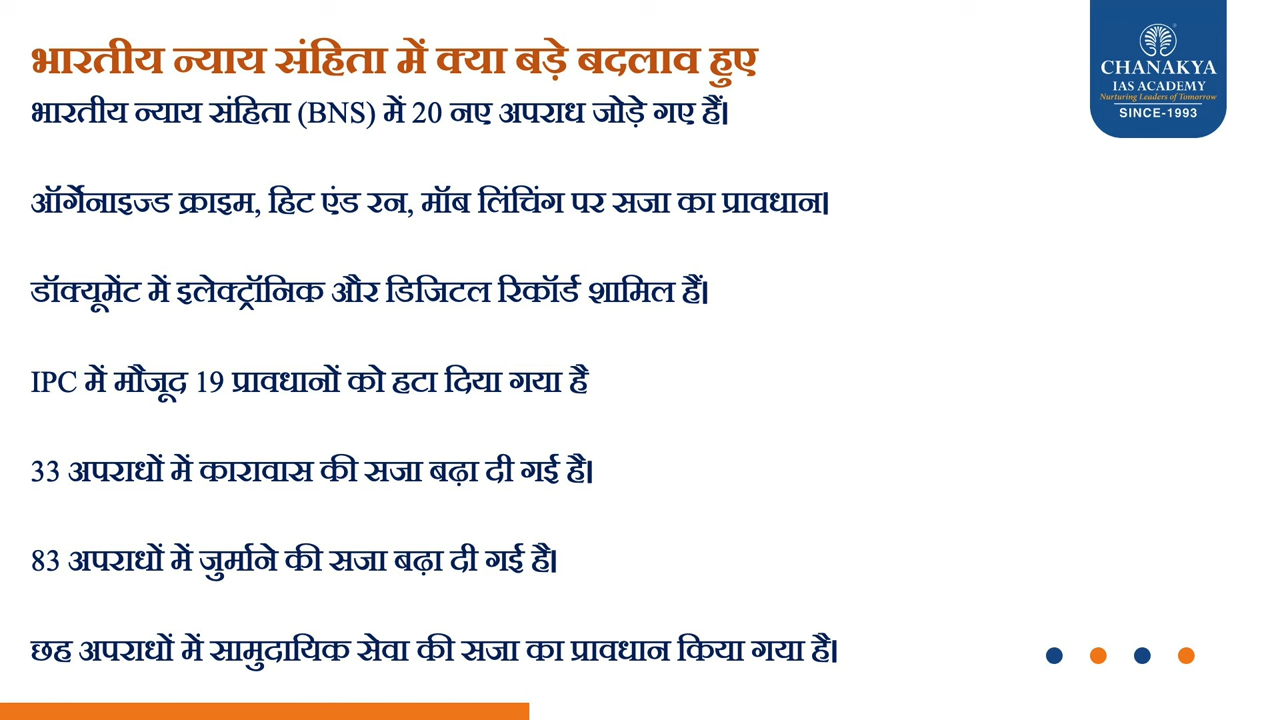 भारतीय न्याय संहिता में क्या बड़े बदलाव हुए
भारतीय न्याय संहिता (BNS) में 20 नए अपराध जोड़े गए हैं।
ऑर्गेनाइज्ड क्राइम, हिट एंड रन, मॉब लिंचिंग पर सजा का प्रावधान।
डॉक्यूमेंट में इलेक्ट्रॉनिक और डिजिटल रिकॉर्ड शामिल हैं।
IPC में मौजूद 19 प्रावधानों को हटा दिया गया है
33 अपराधों में कारावास की सजा बढ़ा दी गई है।
83 अपराधों में जुर्माने की सजा बढ़ा दी गई है।
छह अपराधों में सामुदायिक सेवा की सजा का प्रावधान किया गया है।
CHANAKYA
IAS ACADEMY
Nurturing Leaders of Tomorrow
SINCE-1993